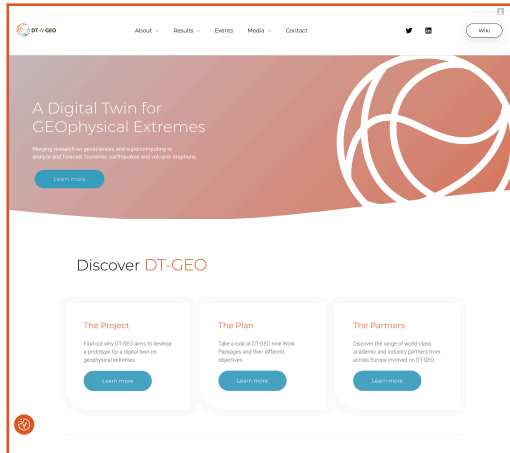 DT-GEO
About
Results
Events
Media
Contact
Wiki
A Digital Twin for
GEOphysical Extremes
Merging research on geosciences and supercomputing to
analyze and forecast tsunamis, earthquakes and volcanic eruptions.
Learn more
Discover DT-GEO
The Project
Find out why DT-GEO aims to develop
a prototype for a digital twin on
geophysical extremes.
Learn more
The Plan
Take a look at DT-GEO nine Work
Packages and their different
objectives.
Learn more
The Partners
Discover the range of world-class
academic and industry partners from
across Europe involved on DT-GEO.
Learn more